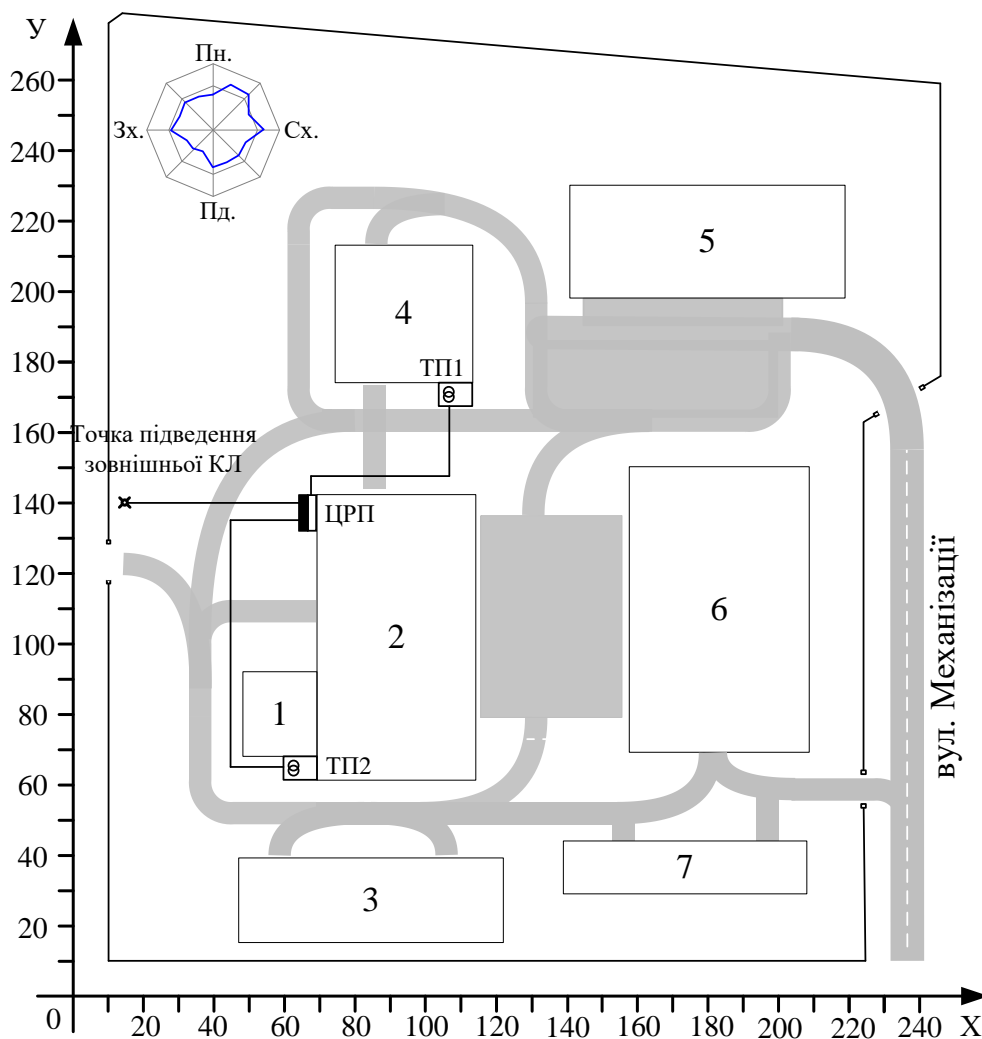 У
Пн.
Зх.
Сх.
Пд.
260
240
220
200
180
160
140
120
100
80
60
40
20
0
5
4
ТП1
Точка підведення
зовнішньої КЛ
ЦРП
2
6
1
ТП2
вул. Механізації
7
3
20
40
60
80
100
120
140
160
180
200
220
240
Х